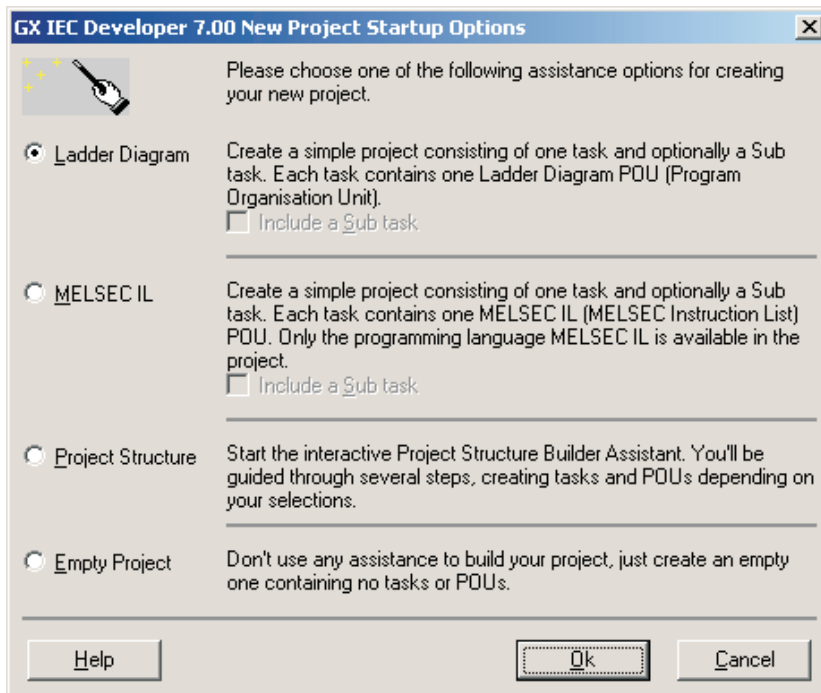 GX IEC Developer 7.00 New Project Startup Options
Please choose one of the following assistance options for creating
your new project.
Ladder Diagram
Create a simple project consisting of one task and optionally a Sub
task. Each task contains one Ladder Diagram POU (Program
Organisation Unit).
Include a Sub task
MELSEC IL
Create a simple project consisting of one task and optionally a Sub
task. Each task contains one MELSEC IL (MELSEC Instruction List)
POU. Only the programming language MELSEC IL is available in the
project.
Include a Sub task
Project Structure
Start the interactive Project Structure Builder Assistant. You'll be
guided through several steps, creating tasks and POUs depending on
your selections.
Empty Project
Don't use any assistance to build your project, just create an empty
one containing no tasks or POUs.
Help
Ok
Cancel